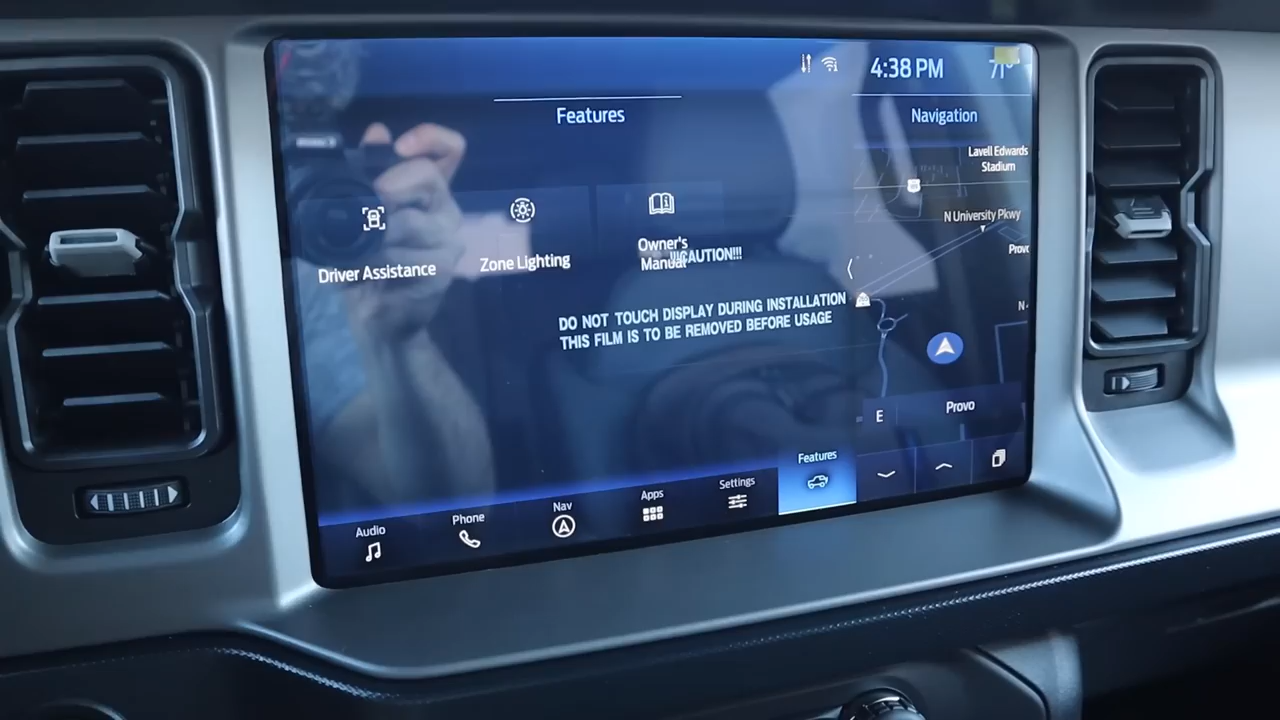 4:38 PM
71°
Features
Navigation
Lavell Edwards
Stadium
N University Pkwy
Provo
N
Driver Assistance
Zone Lighting
Owner's
Manual
!!!CAUTION!!!
DO NOT TOUCH DISPLAY DURING INSTALLATION
THIS FILM IS TO BE REMOVED BEFORE USAGE
E
Provo
Audio
Phone
Nav
Apps
Settings
Features